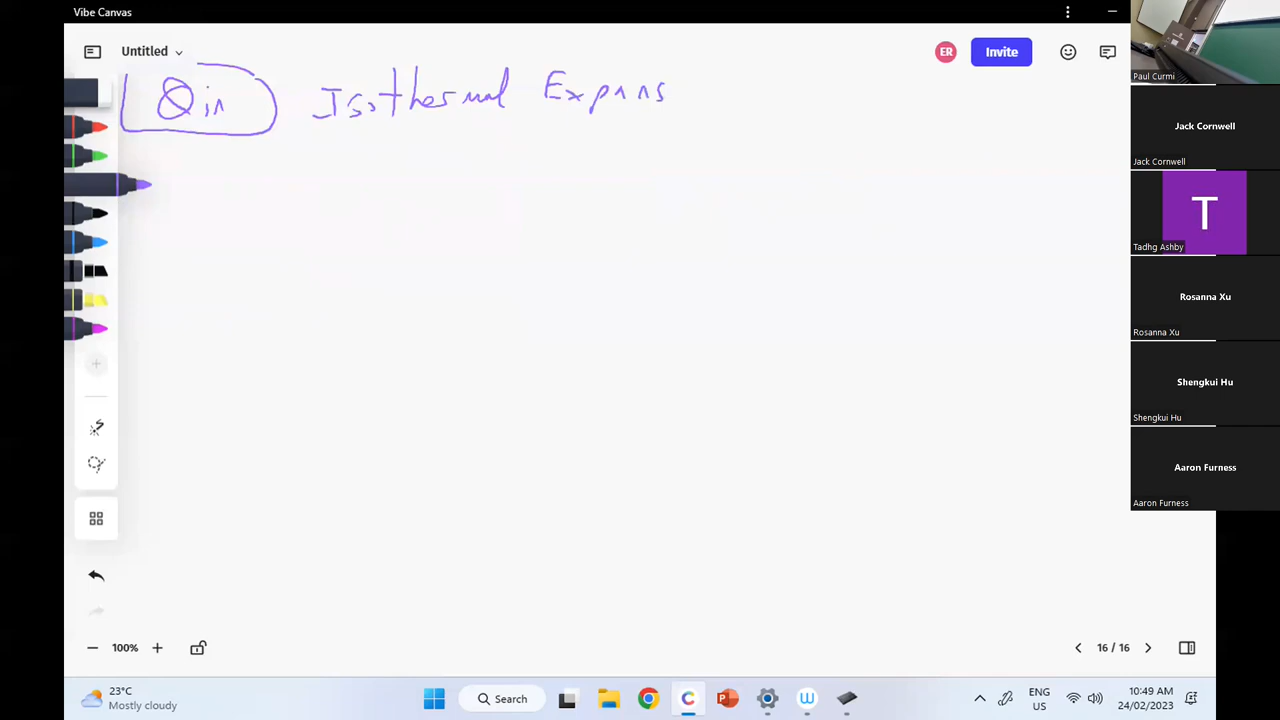 Vibe Canvas
Untitled
ER
Invite
Qin Isothermal Expans
Paul Curmi
Jack Cornwell
Jack Cornwell
T
Tadhg Ashby
Rosanna Xu
Rosanna Xu
Shengkui Hu
Shengkui Hu
Aaron Furness
Aaron Furness
100%
16 / 16
23°C
Mostly cloudy
Search
ENG
US
10:49 AM
24/02/2023